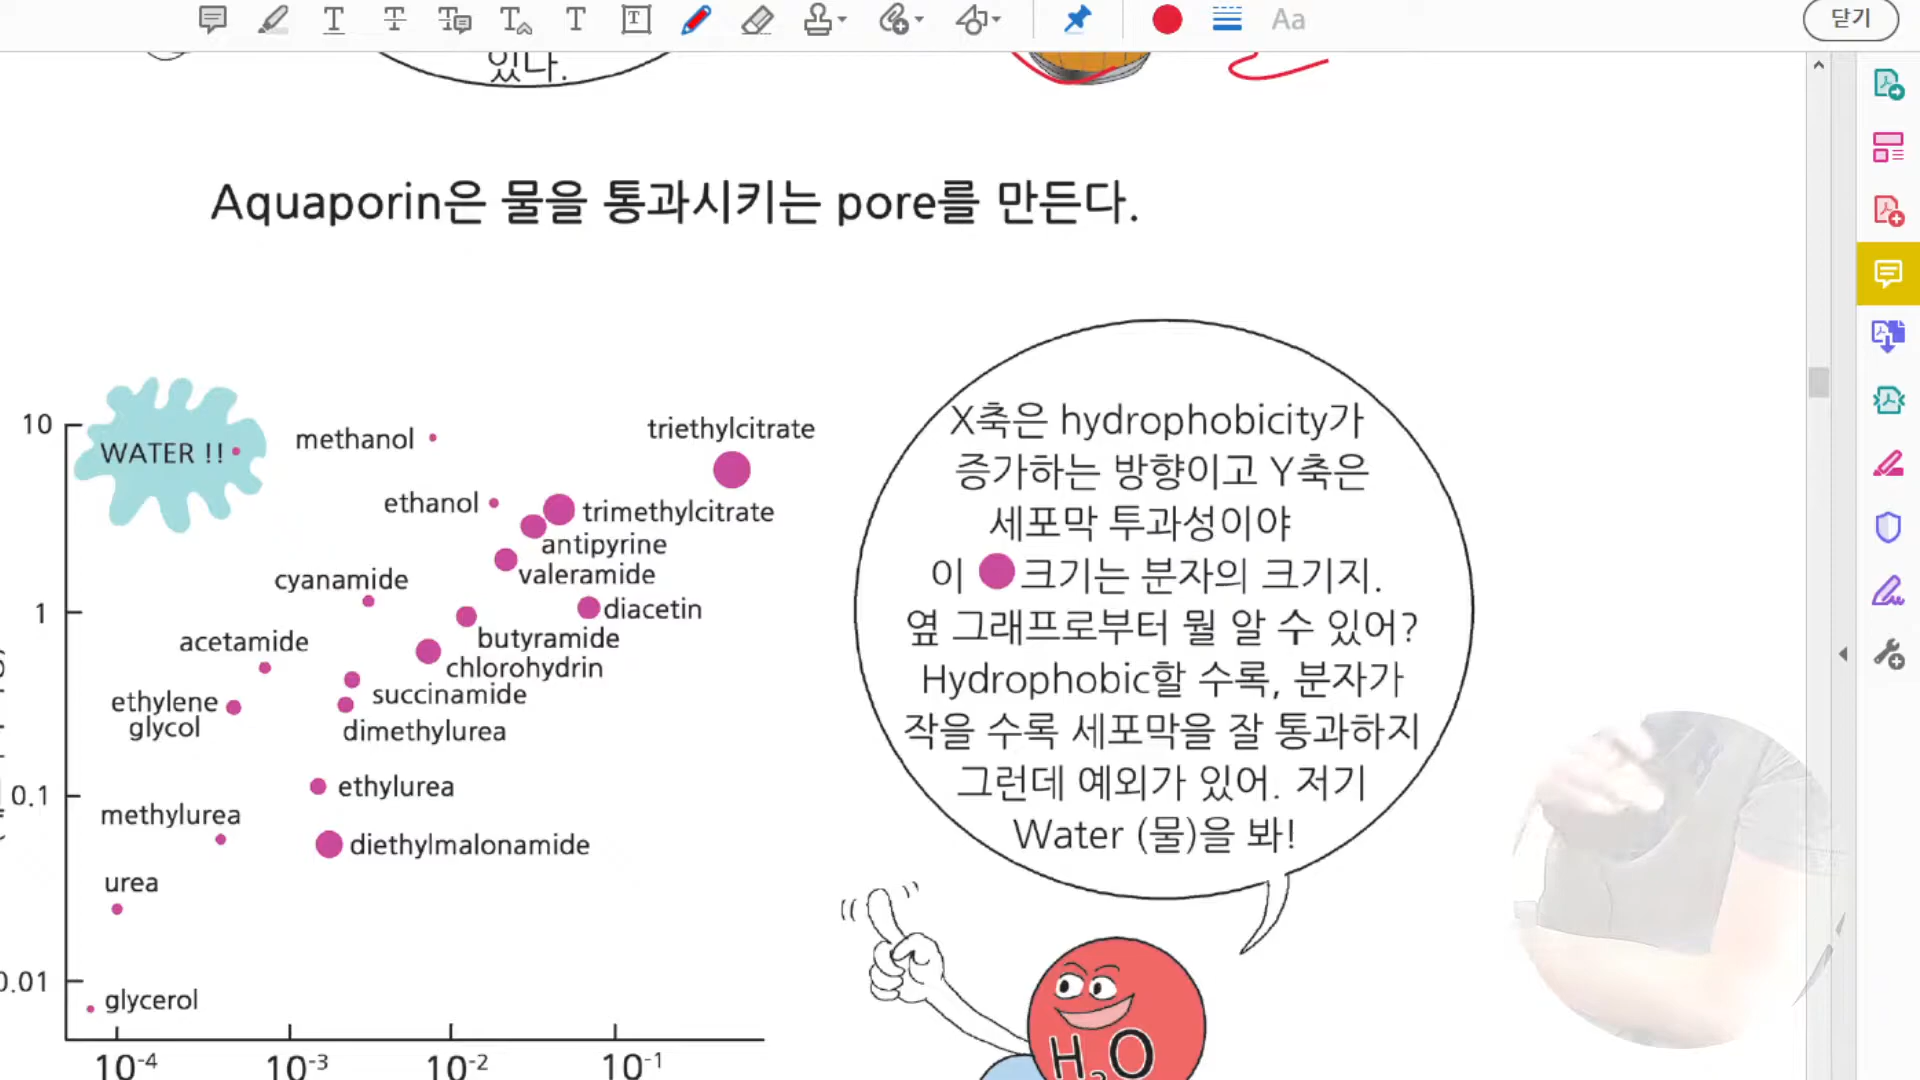 닫기
있나.
Aquaporin은 물을 통과시키는 pore를 만든다.
10
WATER !!
methanol
triethylcitrate
ethanol
trimethylcitrate
antipyrine
valeramide
cyanamide
1
diacetin
butyramide
acetamide
chlorohydrin
succinamide
ethylene
glycol
dimethylurea
0.1
ethylurea
methylurea
diethylmalonamide
urea
0.01
glycerol
10-4
10-3
10-2
10-1
X축은 hydrophobicity가
증가하는 방향이고 Y축은
세포막 투과성이야
이 크기는 분자의 크기지.
옆 그래프로부터 뭘 알 수 있어?
Hydrophobic할 수록, 분자가
작을 수록 세포막을 잘 통과하지
그런데 예외가 있어. 저기
Water (물)을 봐!
H2O